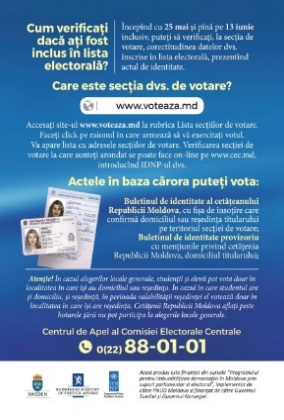 Cum verificați
dacă ați fost
inclus în lista
electorală?
Începînd cu 25 mai și pînă pe 13 iunie
inclusiv, puteți să verificați, la secția de
votare, corectitudinea datelor dvs.
înscrise în lista electorală, prezentînd
actul de identitate.
Care este secția dvs. de votare?
www.voteaza.md
Accesați site-ul www.voteaza.md la rubrica Lista secțiilor de votare.
Faceți click pe raionul în care urmează să vă exercitați votul.
Va apare lista cu adresele secțiilor de votare. Verificarea secției de
votare la care sunteți arondat se poate face on-line pe www.cec.md,
introducînd IDNP-ul dvs.
Actele în baza cărora puteți vota:
Buletinul de identitate al cetățeanului
Republicii Moldova, cu fișa de însoțire care
confirmă domiciliul sau reședința titularului
pe teritoriul secției de votare;
Buletinul de identitate provizoriu
cu mențiunile privind cetățenia
Republicii Moldova, domiciliul titularului;
Atenție! În cazul alegerilor locale generale, studenții și elevii pot vota doar în
localitatea în care își au domiciliul sau reședința. În cazul în care studentul are
și domiciliu, și reședință, în perioada valabilității reședinței el votează doar în
localitatea în care își are reședința. Cetățenii Republicii Moldova aflați peste
hotarele țării nu pot participa la alegerile locale generale.
Centrul de Apel al Comisiei Electorale Centrale
0(22) 88-01-01
Acest produs este finanțat din sursele "Programului
pentru îmbunătățirea democrației în Moldova prin
suport parlamentar și electoral", implementat de
către PNUD Moldova și finanțat de către Guvernul
Suediei și Guvernul Norvegiei.
SWEDEN